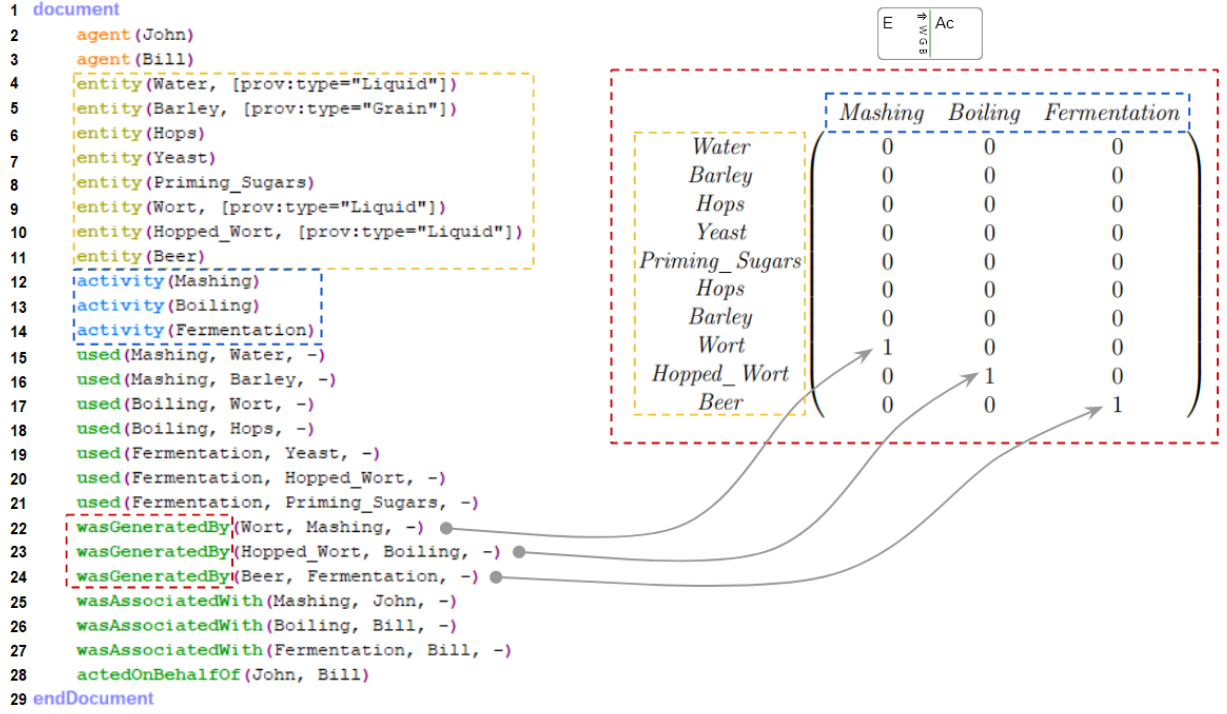 1 document
2 agent(John)
3 agent(Bill)
4 entity(Water, [prov:type="Liquid"])
5 entity(Barley, [prov:type="Grain"])
6 entity(Hops)
7 entity(Yeast)
8 entity(Priming_Sugars)
9 entity(Wort, [prov:type="Liquid"])
10 entity(Hopped_Wort, [prov:type="Liquid"])
11 entity(Beer)
12 activity(Mashing)
13 activity(Boiling)
14 activity(Fermentation)
15 used(Mashing, Water, -)
16 used(Mashing, Barley, -)
17 used(Boiling, Wort, -)
18 used(Boiling, Hops, -)
19 used(Fermentation, Yeast, -)
20 used(Fermentation, Hopped_Wort, -)
21 used(Fermentation, Priming_Sugars, -)
22 wasGeneratedBy(Wort, Mashing, -)
23 wasGeneratedBy(Hopped_Wort, Boiling, -)
24 wasGeneratedBy(Beer, Fermentation, -)
25 wasAssociatedWith(Mashing, John, -)
26 wasAssociatedWith(Boiling, Bill, -)
27 wasAssociatedWith(Fermentation, Bill, -)
28 actedOnBehalfOf(John, Bill)
29 endDocument
E ⇐ W G B Ac
Mashing Boiling Fermentation
Water 0 0 0
Barley 0 0 0
Hops 0 0 0
Yeast 0 0 0
Priming_Sugars 0 0 0
Hops 0 0 0
Barley 0 0 0
Wort 1 0 0
Hopped_Wort 0 1 0
Beer 0 0 1